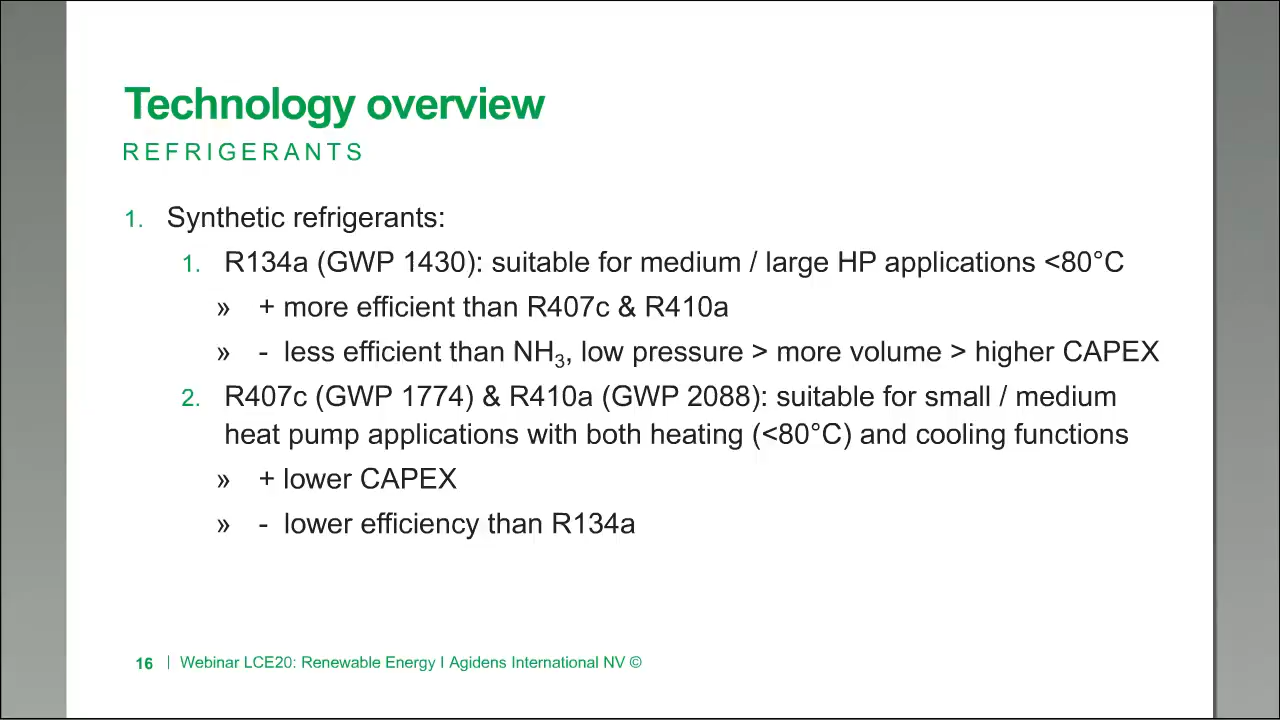 Technology overview
REFRIGERANTS
1. Synthetic refrigerants:
1. R134a (GWP 1430): suitable for medium / large HP applications <80°C
» + more efficient than R407c & R410a
» - less efficient than NH3, low pressure > more volume > higher CAPEX
2. R407c (GWP 1774) & R410a (GWP 2088): suitable for small / medium
heat pump applications with both heating (<80°C) and cooling functions
» + lower CAPEX
» - lower efficiency than R134a
16 | Webinar LCE20: Renewable Energy I Agidens International NV ©